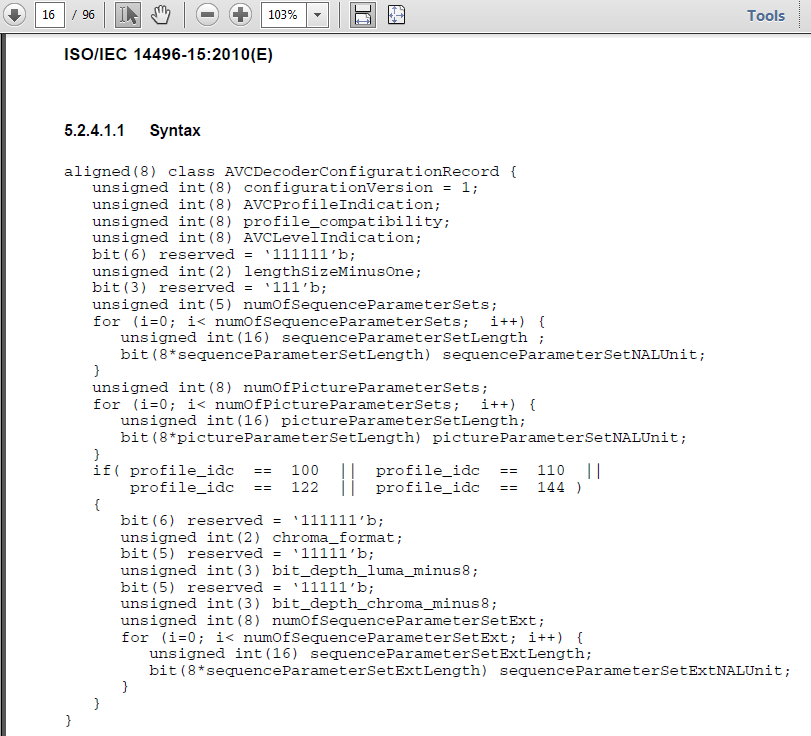 16 / 96 103% Tools
ISO/IEC 14496-15:2010(E)
5.2.4.1.1 Syntax
aligned(8) class AVCDecoderConfigurationRecord {
unsigned int(8) configurationVersion = 1;
unsigned int(8) AVCProfileIndication;
unsigned int(8) profile_compatibility;
unsigned int(8) AVCLevelIndication;
bit(6) reserved = ‘111111’b;
unsigned int(2) lengthSizeMinusOne;
bit(3) reserved = ‘111’b;
unsigned int(5) numOfSequenceParameterSets;
for (i=0; i< numOfSequenceParameterSets; i++) {
unsigned int(16) sequenceParameterSetLength ;
bit(8*sequenceParameterSetLength) sequenceParameterSetNALUnit;
}
unsigned int(8) numOfPictureParameterSets;
for (i=0; i< numOfPictureParameterSets; i++) {
unsigned int(16) pictureParameterSetLength;
bit(8*pictureParameterSetLength) pictureParameterSetNALUnit;
}
if( profile_idc == 100 || profile_idc == 110 ||
profile_idc == 122 || profile_idc == 144 )
{
bit(6) reserved = ‘111111’b;
unsigned int(2) chroma_format;
bit(5) reserved = ‘11111’b;
unsigned int(3) bit_depth_luma_minus8;
bit(5) reserved = ‘11111’b;
unsigned int(3) bit_depth_chroma_minus8;
unsigned int(8) numOfSequenceParameterSetExt;
for (i=0; i< numOfSequenceParameterSetExt; i++) {
unsigned int(16) sequenceParameterSetExtLength;
bit(8*sequenceParameterSetExtLength) sequenceParameterSetExtNALUnit;
}
}
}